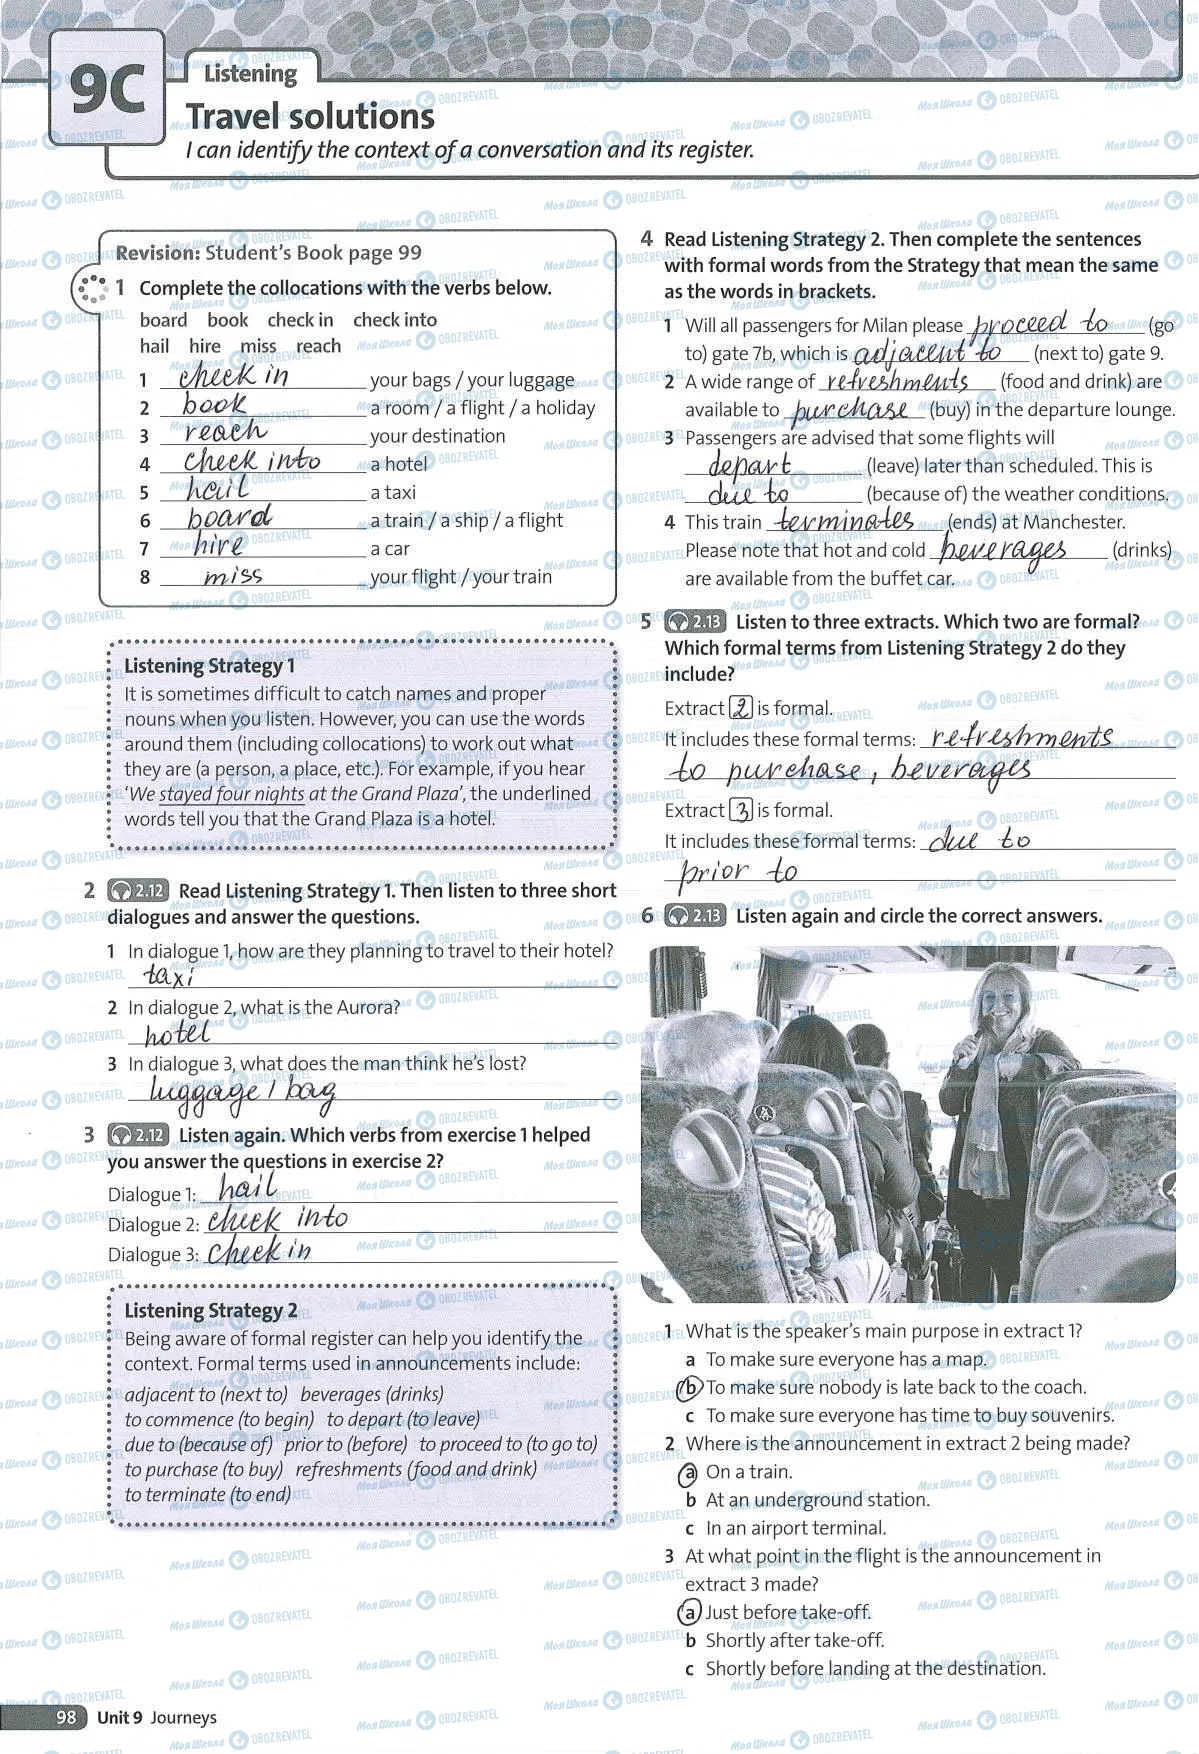 9C
Listening
Travel solutions
I can identify the context of a conversation and its register.
Revision: Student's Book page 99
1 Complete the collocations with the verbs below.
board book check in check into
hail hire miss reach
1 check in your bags / your luggage
2 book a room / a flight / a holiday
3 reach your destination
4 check into a hotel
5 hail a taxi
6 board a train / a ship / a flight
7 hire a car
8 miss your flight / your train
Listening Strategy 1
It is sometimes difficult to catch names and proper
nouns when you listen. However, you can use the words
around them (including collocations) to work out what
they are (a person, a place, etc.). For example, if you hear
'We stayed four nights at the Grand Plaza', the underlined
words tell you that the Grand Plaza is a hotel.
2 2.12 Read Listening Strategy 1. Then listen to three short
dialogues and answer the questions.
1 In dialogue 1, how are they planning to travel to their hotel?
taxi
2 In dialogue 2, what is the Aurora?
hotel
3 In dialogue 3, what does the man think he's lost?
luggage / bag
3 2.12 Listen again. Which verbs from exercise 1 helped
you answer the questions in exercise 2?
Dialogue 1: hail
Dialogue 2: check into
Dialogue 3: check in
Listening Strategy 2
Being aware of formal register can help you identify the
context. Formal terms used in announcements include:
adjacent to (next to) beverages (drinks)
to commence (to begin) to depart (to leave)
due to (because of) prior to (before) to proceed to (to go to)
to purchase (to buy) refreshments (food and drink)
to terminate (to end)
4 Read Listening Strategy 2. Then complete the sentences
with formal words from the Strategy that mean the same
as the words in brackets.
1 Will all passengers for Milan please proceed to (go
to) gate 7b, which is adjacent to (next to) gate 9.
2 A wide range of refreshments (food and drink) are
available to purchase (buy) in the departure lounge.
3 Passengers are advised that some flights will
depart (leave) later than scheduled. This is
due to (because of) the weather conditions.
4 This train terminates (ends) at Manchester.
Please note that hot and cold beverages (drinks)
are available from the buffet car.
5 2.13 Listen to three extracts. Which two are formal?
Which formal terms from Listening Strategy 2 do they
include?
Extract 2 is formal.
It includes these formal terms: refreshments
to purchase, beverages
Extract 3 is formal.
It includes these formal terms: due to
prior to
6 2.13 Listen again and circle the correct answers.
1 What is the speaker's main purpose in extract 1?
a To make sure everyone has a map.
b To make sure nobody is late back to the coach.
c To make sure everyone has time to buy souvenirs.
2 Where is the announcement in extract 2 being made?
a On a train.
b At an underground station.
c In an airport terminal.
3 At what point in the flight is the announcement in
extract 3 made?
a Just before take-off.
b Shortly after take-off.
c Shortly before landing at the destination.
98 Unit 9 Journeys
Моя Школа OBOZREVATEL